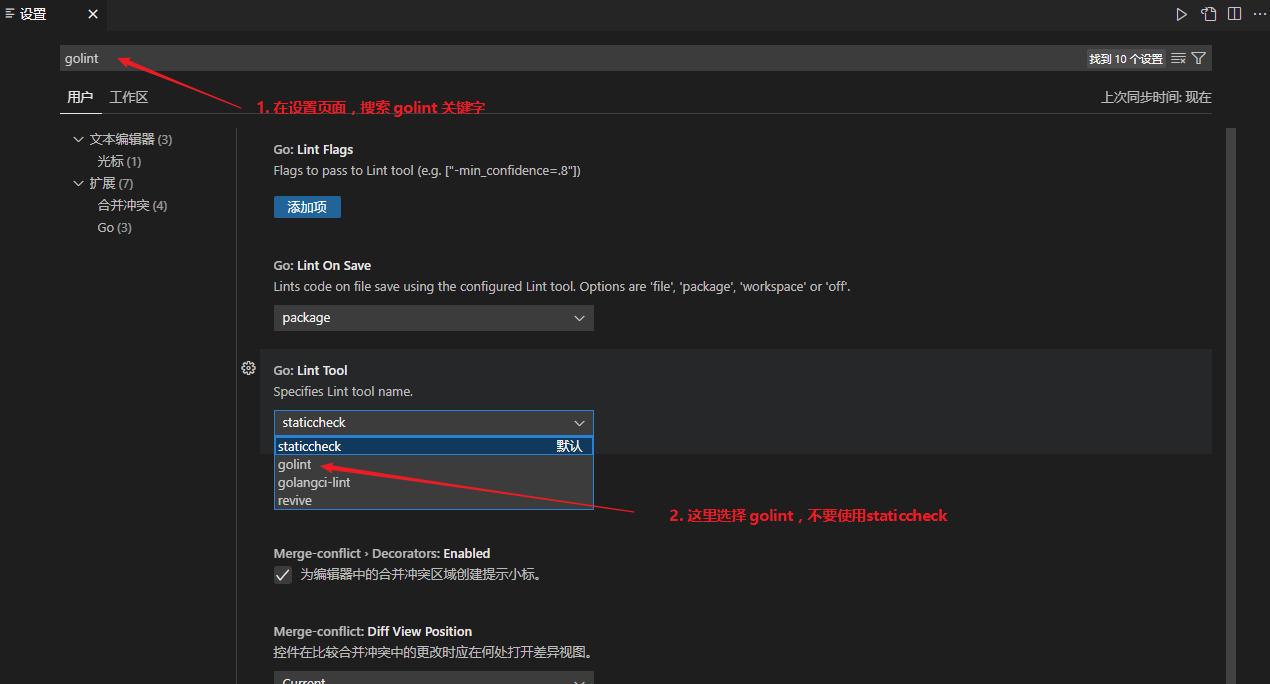 设置
golint
找到 10 个设置
用户
工作区
上次同步时间: 现在
1. 在设置页面，搜索 golint 关键字
文本编辑器 (3)
光标 (1)
扩展 (7)
合并冲突 (4)
Go (3)
Go: Lint Flags
Flags to pass to Lint tool (e.g. ["-min_confidence=.8"])
添加项
Go: Lint On Save
Lints code on file save using the configured Lint tool. Options are 'file', 'package', 'workspace' or 'off'.
package
Go: Lint Tool
Specifies Lint tool name.
staticcheck
staticcheck 默认
golint
golangci-lint
revive
2. 这里选择 golint，不要使用staticcheck
Merge-conflict › Decorators: Enabled
为编辑器中的合并冲突区域创建提示小标。
Merge-conflict: Diff View Position
控件在比较合并冲突中的更改时应在何处打开差异视图。
Current